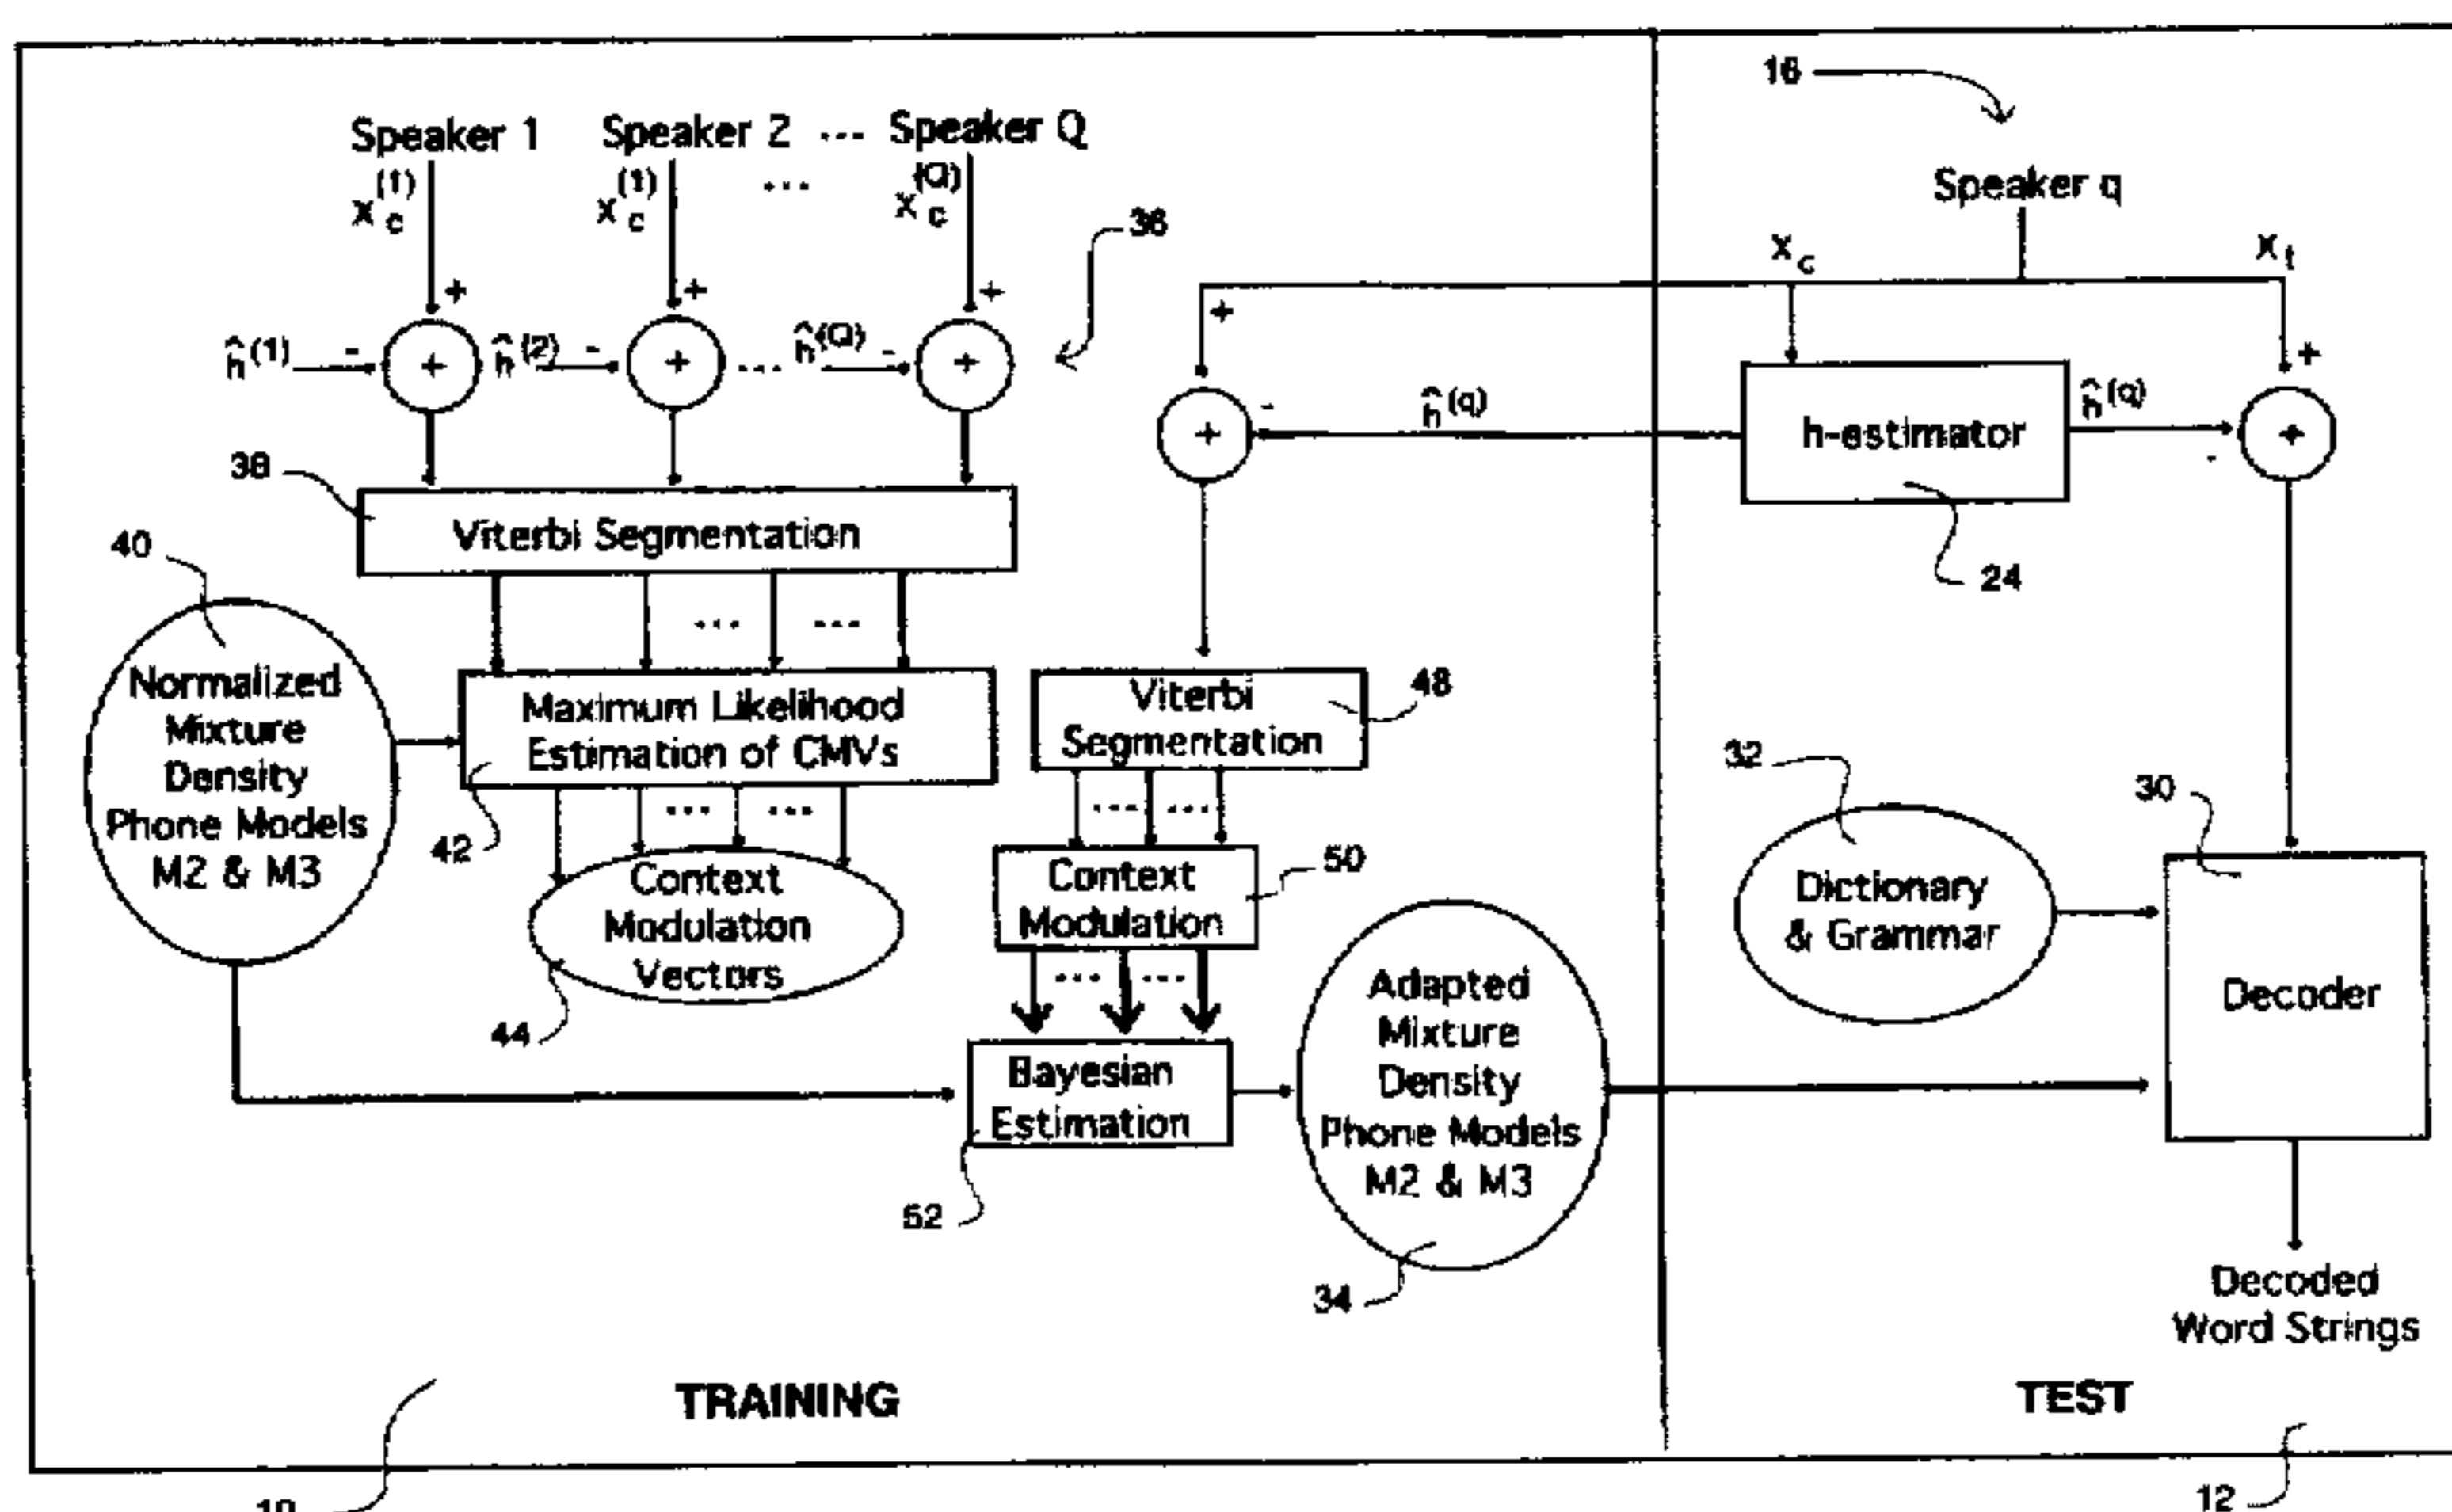 16
Speaker 1 Speaker 2 ... Speaker Q
x_c^(1) x_c^(1) ... x_c^(Q)
36
Speaker q
x_c x_t
+ + + + +
ĥ^(1) - + ĥ^(2) - + ... ĥ^(Q) - +
+ - ĥ^(q) h-estimator ĥ^(q) - +
38
Viterbi Segmentation
24
40
... ...
Normalized
Mixture
Density
Phone Models
M2 & M3
Maximum Likelihood
Estimation of CMVs
42
... ...
Context
Modulation
Vectors
44
Viterbi
Segmentation
48
... ...
Context
Modulation
50
... ...
Bayesian
Estimation
52
Adapted
Mixture
Density
Phone Models
M2 & M3
34
32
Dictionary
& Grammar
30
Decoder
Decoded
Word Strings
TRAINING
TEST
12